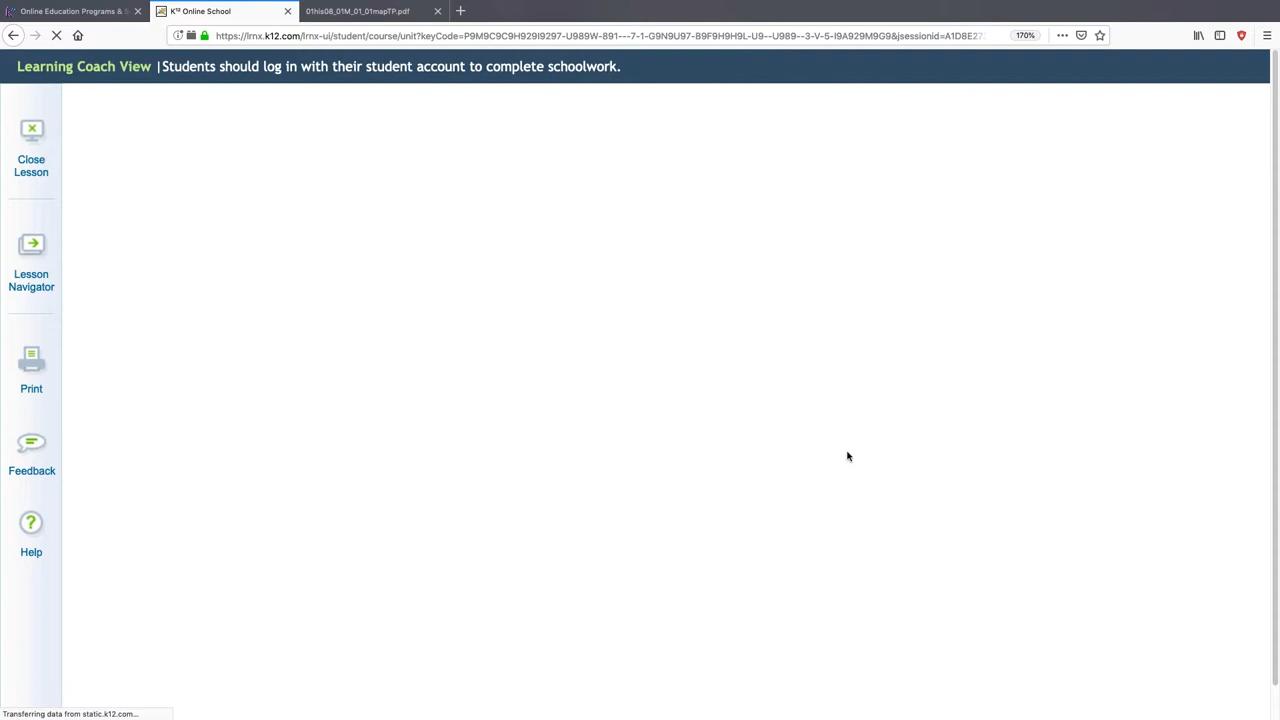 Online Education Programs & S
K¹² Online School
01his08_01M_01_01mapTP.pdf
https://lrnx.k12.com/lrnx-ui/student/course/unit?keyCode=P9M9C9C9H929I9297-U989W-891---7-1-G9N9U97-B9F9H9H9L-U9--U989--3-V-5-I9A929M9G9&jsessionid=A1D8E27
170%
Learning Coach View |Students should log in with their student account to complete schoolwork.
Close
Lesson
Lesson
Navigator
Print
Feedback
Help
Transferring data from static.k12.com...